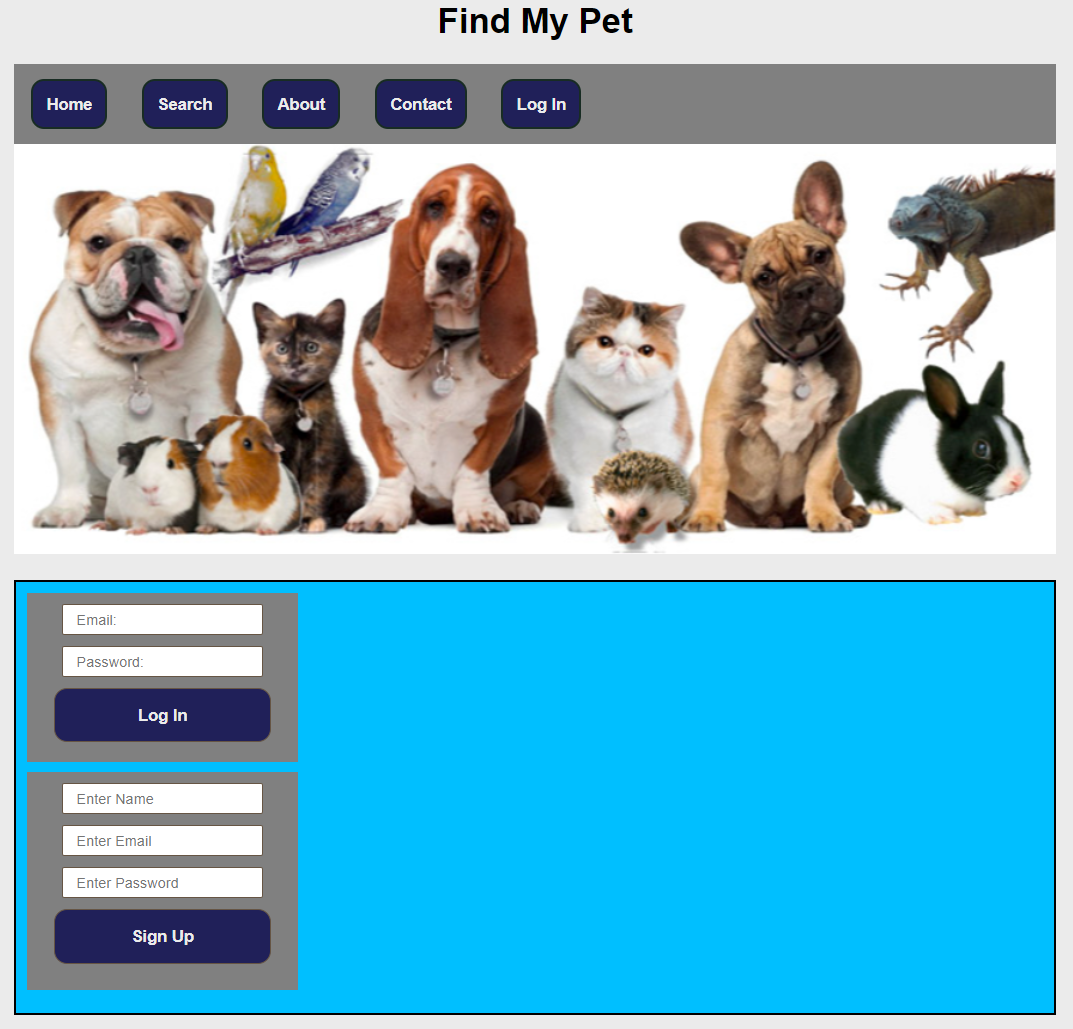 Find My Pet
Home Search About Contact Log In
Email:
Password:
Log In
Enter Name
Enter Email
Enter Password
Sign Up